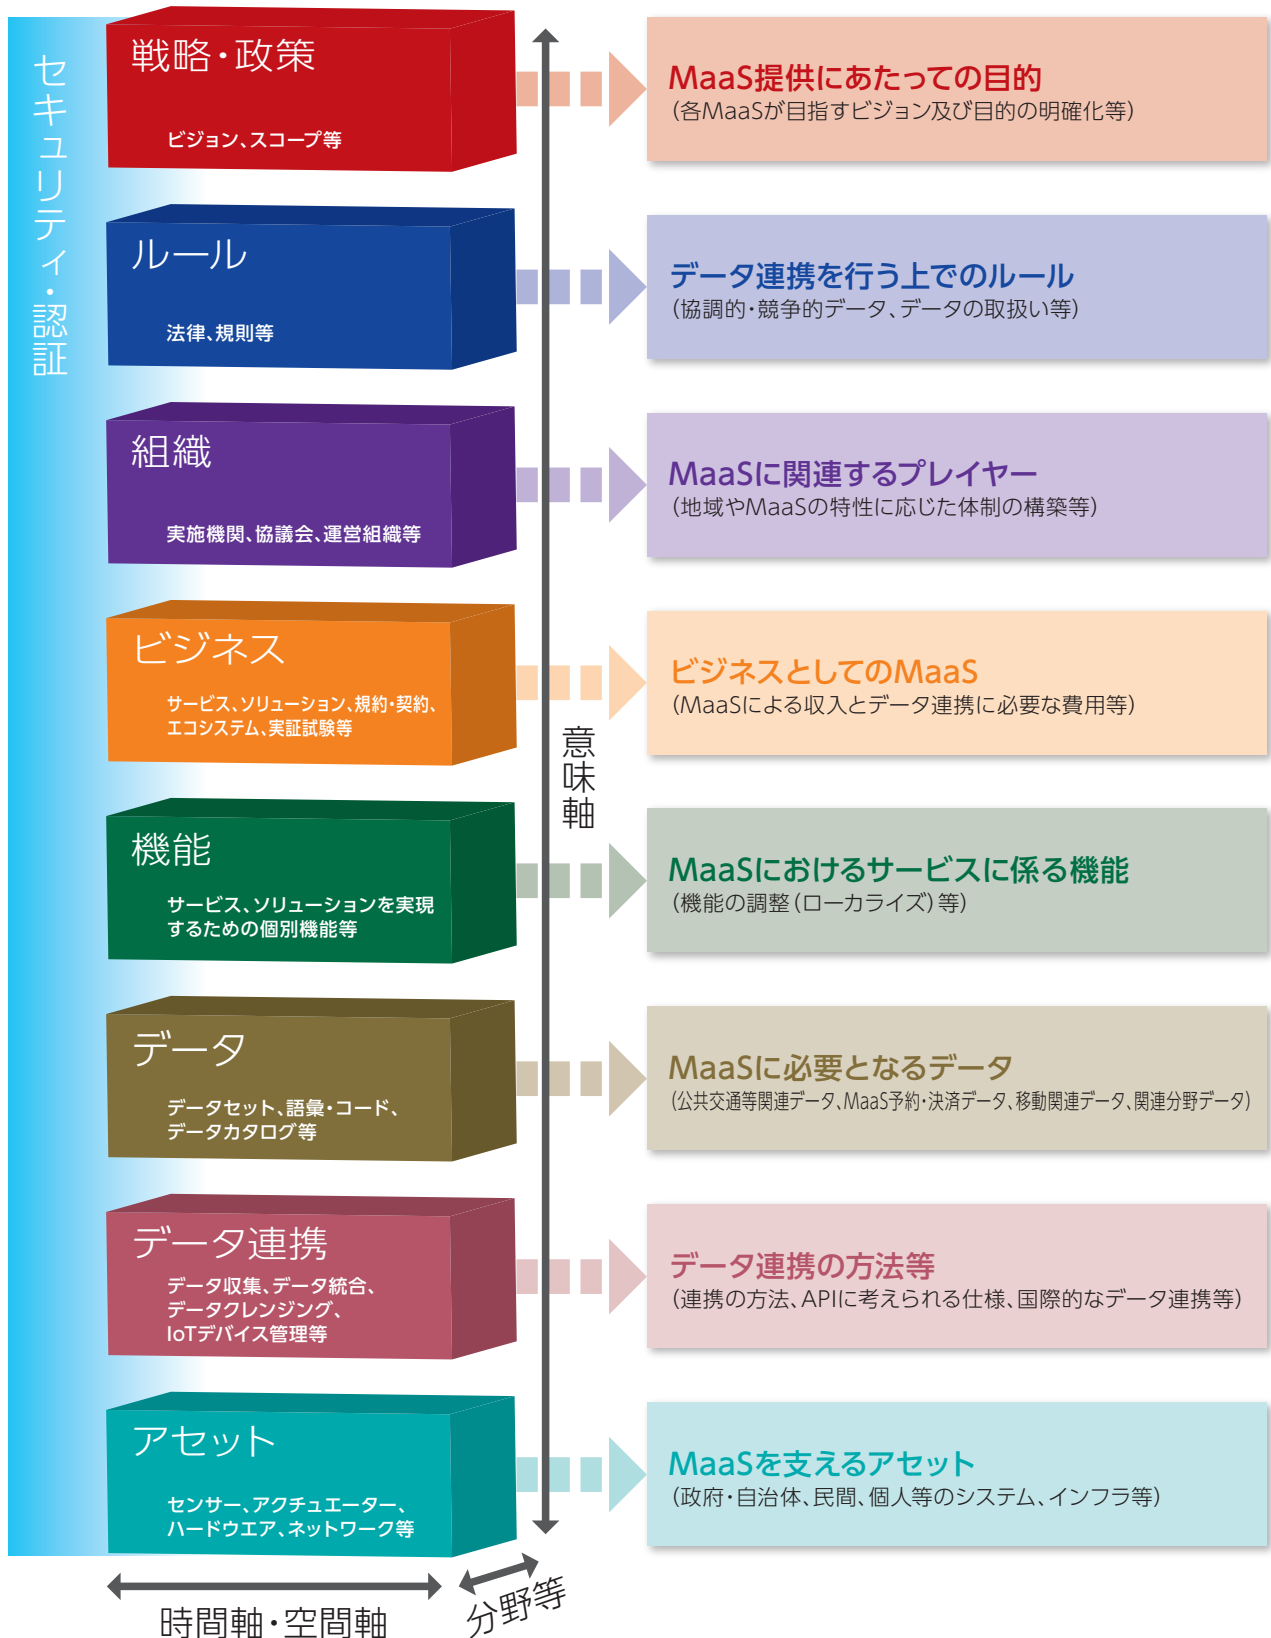 セキュリティ・認証
戦略・政策
ビジョン、スコープ等
MaaS提供にあたっての目的
(各MaaSが目指すビジョン及び目的の明確化等)
ルール
法律、規則等
データ連携を行う上でのルール
(協調的・競争的データ、データの取扱い等)
組織
実施機関、協議会、運営組織等
MaaSに関連するプレイヤー
(地域やMaaSの特性に応じた体制の構築等)
ビジネス
サービス、ソリューション、規約・契約、
エコシステム、実証試験等
ビジネスとしてのMaaS
(MaaSによる収入とデータ連携に必要な費用等)
意味軸
機能
サービス、ソリューションを実現
するための個別機能等
MaaSにおけるサービスに係る機能
(機能の調整(ローカライズ)等)
データ
データセット、語彙・コード、
データカタログ等
MaaSに必要となるデータ
(公共交通等関連データ、MaaS予約・決済データ、移動関連データ、関連分野データ)
データ連携
データ収集、データ統合、
データクレンジング、
IoTデバイス管理等
データ連携の方法等
(連携の方法、APIに考えられる仕様、国際的なデータ連携等)
アセット
センサー、アクチュエーター、
ハードウエア、ネットワーク等
MaaSを支えるアセット
(政府・自治体、民間、個人等のシステム、インフラ等)
時間軸・空間軸
分野等